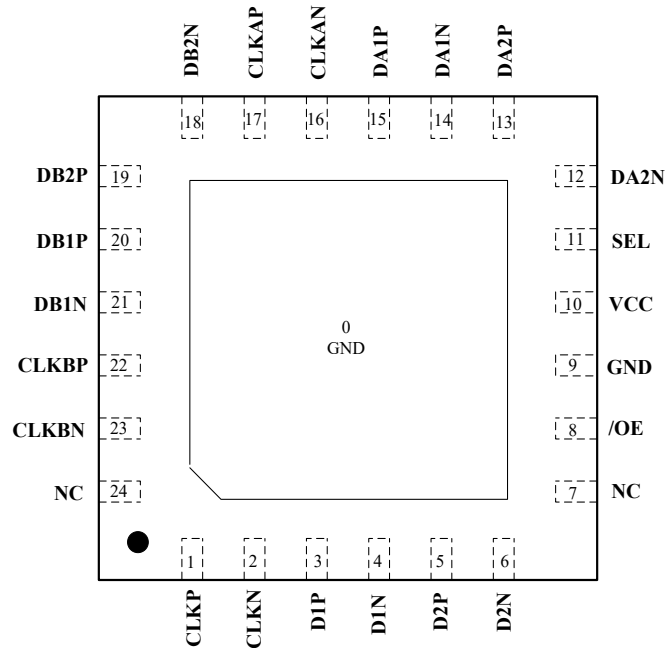 DB2N
CLKAP
CLKAN
DA1P
DA1N
DA2P
18
17
16
15
14
13
DB2P
19
12
DA2N
DB1P
20
11
SEL
DB1N
21
10
VCC
0
GND
CLKBP
22
9
GND
CLKBN
23
8
/OE
NC
24
7
NC
1
2
3
4
5
6
CLKP
CLKN
D1P
D1N
D2P
D2N